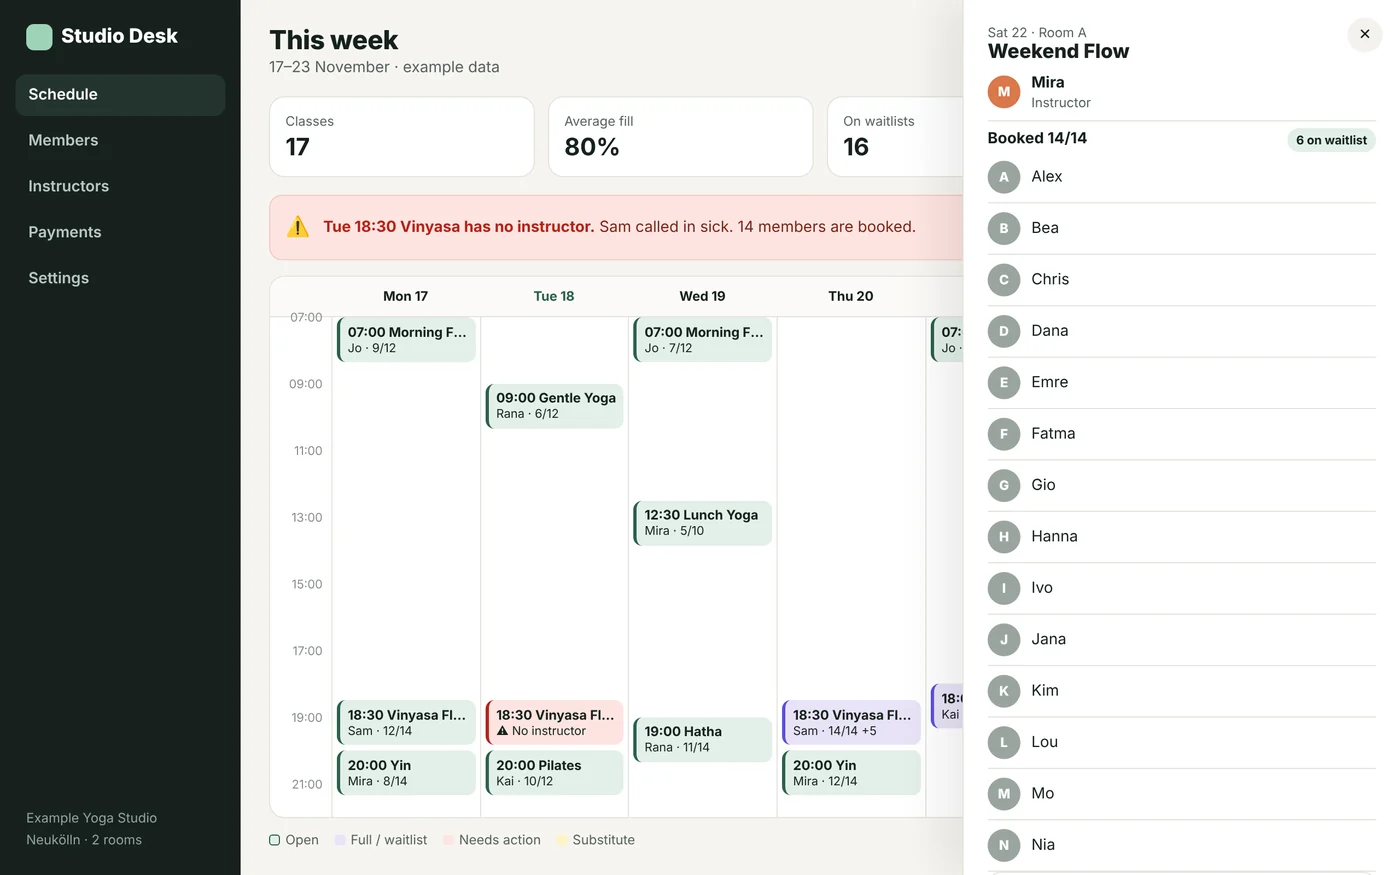 Studio Desk
Schedule
Members
Instructors
Payments
Settings
Example Yoga Studio
Neukölln · 2 rooms
This week
17–23 November · example data
Classes
17
Average fill
80%
On waitlists
16
⚠️ Tue 18:30 Vinyasa has no instructor. Sam called in sick. 14 members are booked.
Mon 17
Tue 18
Wed 19
Thu 20
07:00
09:00
11:00
13:00
15:00
17:00
19:00
21:00
07:00 Morning F…
Jo · 9/12
18:30 Vinyasa Fl…
Sam · 12/14
20:00 Yin
Mira · 8/14
09:00 Gentle Yoga
Rana · 6/12
18:30 Vinyasa Fl…
⚠ No instructor
20:00 Pilates
Kai · 10/12
07:00 Morning F…
Jo · 7/12
12:30 Lunch Yoga
Mira · 5/10
19:00 Hatha
Rana · 11/14
18:30 Vinyasa Fl…
Sam · 14/14 +5
20:00 Yin
Mira · 12/14
07:
Jo ·
18:
Kai
Open
Full / waitlist
Needs action
Substitute
Sat 22 · Room A
Weekend Flow
✕
M
Mira
Instructor
Booked 14/14
6 on waitlist
A Alex
B Bea
C Chris
D Dana
E Emre
F Fatma
G Gio
H Hanna
I Ivo
J Jana
K Kim
L Lou
M Mo
N Nia